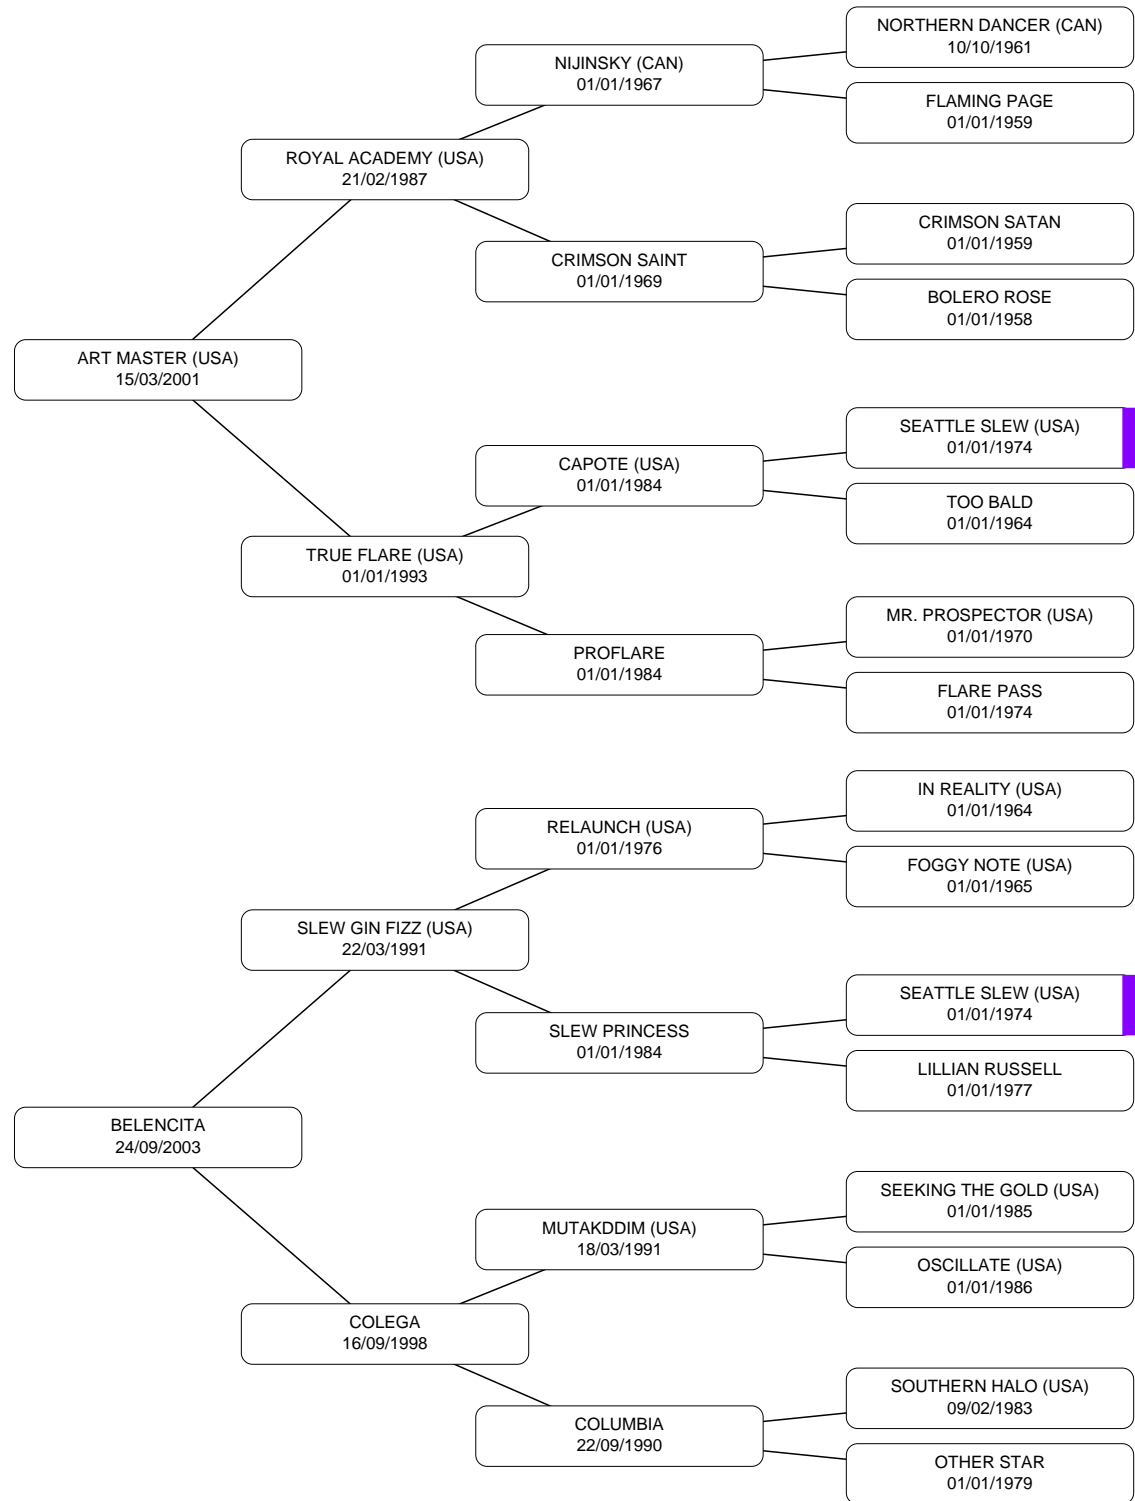 NORTHERN DANCER (CAN)
10/10/1961
NIJINSKY (CAN)
01/01/1967
FLAMING PAGE
01/01/1959
ROYAL ACADEMY (USA)
21/02/1987
CRIMSON SATAN
01/01/1959
CRIMSON SAINT
01/01/1969
BOLERO ROSE
01/01/1958
ART MASTER (USA)
15/03/2001
SEATTLE SLEW (USA)
01/01/1974
CAPOTE (USA)
01/01/1984
TOO BALD
01/01/1964
TRUE FLARE (USA)
01/01/1993
MR. PROSPECTOR (USA)
01/01/1970
PROFLARE
01/01/1984
FLARE PASS
01/01/1974
IN REALITY (USA)
01/01/1964
RELAUNCH (USA)
01/01/1976
FOGGY NOTE (USA)
01/01/1965
SLEW GIN FIZZ (USA)
22/03/1991
SEATTLE SLEW (USA)
01/01/1974
SLEW PRINCESS
01/01/1984
LILLIAN RUSSELL
01/01/1977
BELENCITA
24/09/2003
SEEKING THE GOLD (USA)
01/01/1985
MUTAKDDIM (USA)
18/03/1991
OSCILLATE (USA)
01/01/1986
COLEGA
16/09/1998
SOUTHERN HALO (USA)
09/02/1983
COLUMBIA
22/09/1990
OTHER STAR
01/01/1979